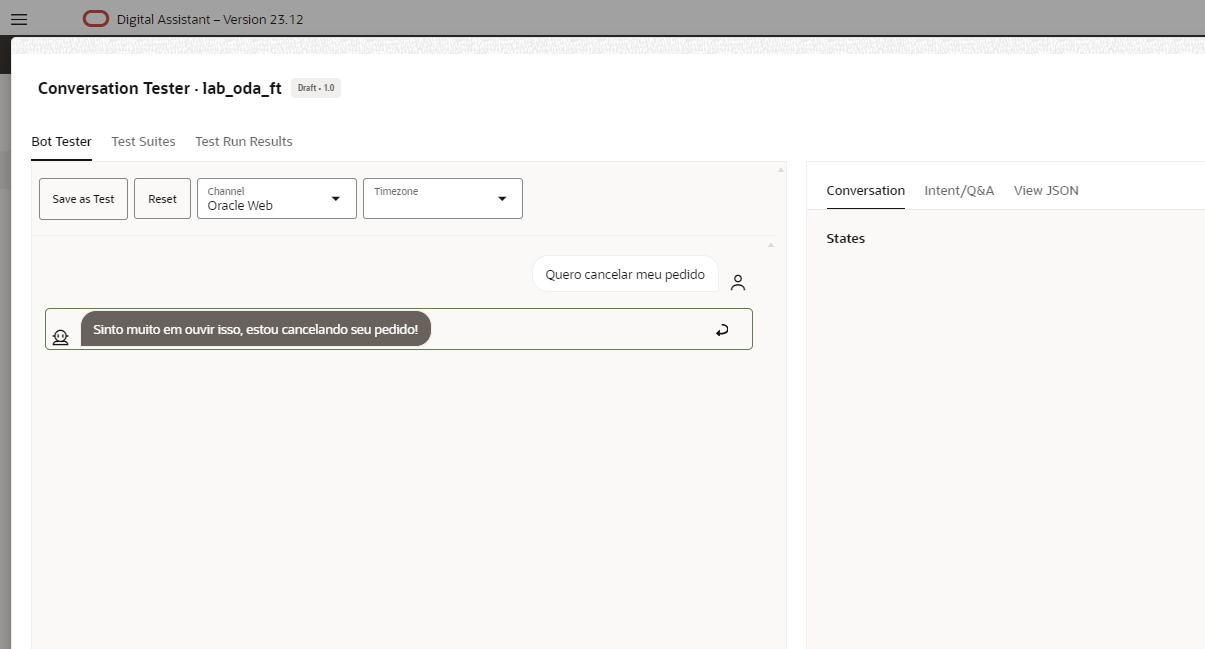 Digital Assistant – Version 23.12
Conversation Tester · lab_oda_ft Draft · 1.0
Bot Tester Test Suites Test Run Results
Save as Test Reset Channel Oracle Web Timezone
Quero cancelar meu pedido
Sinto muito em ouvir isso, estou cancelando seu pedido!
Conversation Intent/Q&A View JSON
States